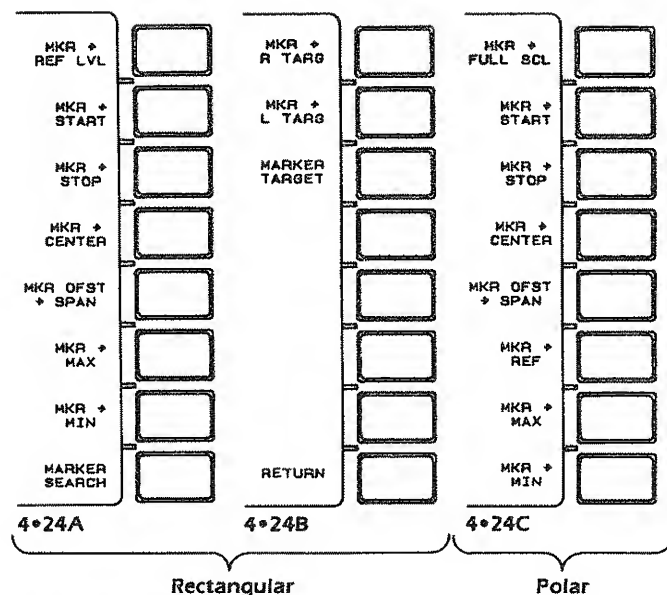 MKR →
REF LVL
MKR →
START
MKR →
STOP
MKR →
CENTER
MKR OFST
→ SPAN
MKR →
MAX
MKR →
MIN
MARKER
SEARCH
4•24A
MKR →
R TARG
MKR →
L TARG
MARKER
TARGET
RETURN
4•24B
MKR →
FULL SCL
MKR →
START
MKR →
STOP
MKR →
CENTER
MKR OFST
→ SPAN
MKR →
REF
MKR →
MAX
MKR →
MIN
4•24C
Rectangular
Polar